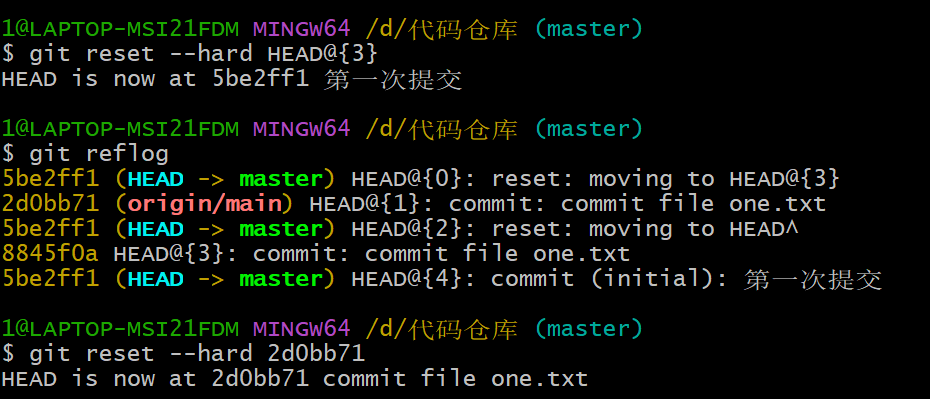 1@LAPTOP-MSI21FDM MINGW64 /d/代码仓库 (master)
$ git reset --hard HEAD@{3}
HEAD is now at 5be2ff1 第一次提交
1@LAPTOP-MSI21FDM MINGW64 /d/代码仓库 (master)
$ git reflog
5be2ff1 (HEAD -> master) HEAD@{0}: reset: moving to HEAD@{3}
2d0bb71 (origin/main) HEAD@{1}: commit: commit file one.txt
5be2ff1 (HEAD -> master) HEAD@{2}: reset: moving to HEAD^
8845f0a HEAD@{3}: commit: commit file one.txt
5be2ff1 (HEAD -> master) HEAD@{4}: commit (initial): 第一次提交
1@LAPTOP-MSI21FDM MINGW64 /d/代码仓库 (master)
$ git reset --hard 2d0bb71
HEAD is now at 2d0bb71 commit file one.txt